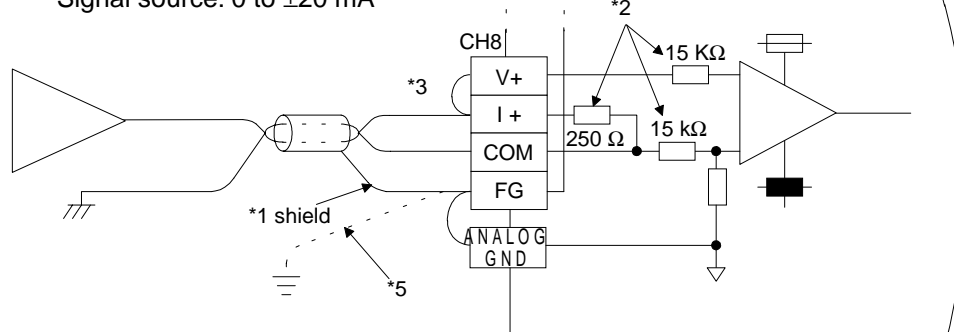 Signal source: 0 to ±20 mA
*2
CH8
15 KΩ
V+
*3
I +
250 Ω
15 kΩ
COM
FG
*1 shield
ANALOG
GND
*5